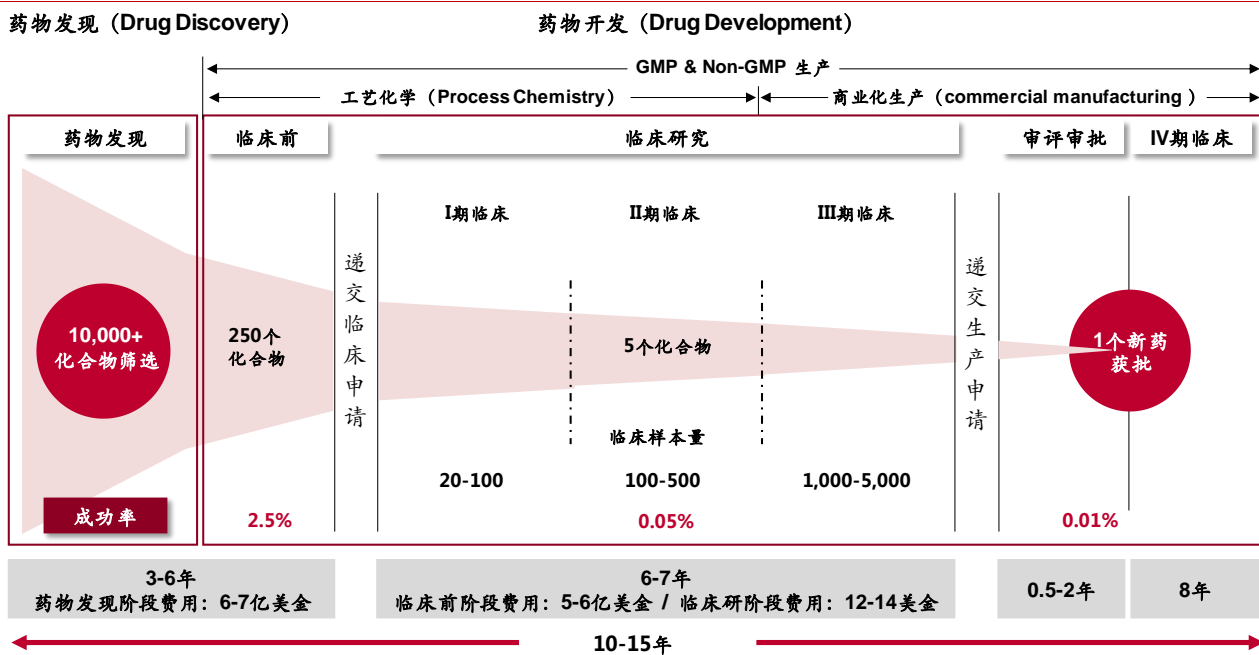 药物发现（Drug Discovery）
药物开发（Drug Development）
GMP & Non-GMP 生产
工艺化学（Process Chemistry）
商业化生产（commercial manufacturing ）
药物发现
临床前
临床研究
审评审批
IV期临床
I期临床
II期临床
III期临床
递交临床申请
递交生产申请
10,000+
化合物筛选
250个
化合物
5个化合物
1个新药
获批
临床样本量
20-100
100-500
1,000-5,000
成功率
2.5%
0.05%
0.01%
3-6年
药物发现阶段费用：6-7亿美金
6-7年
临床前阶段费用：5-6亿美金 / 临床研阶段费用：12-14美金
0.5-2年
8年
10-15年